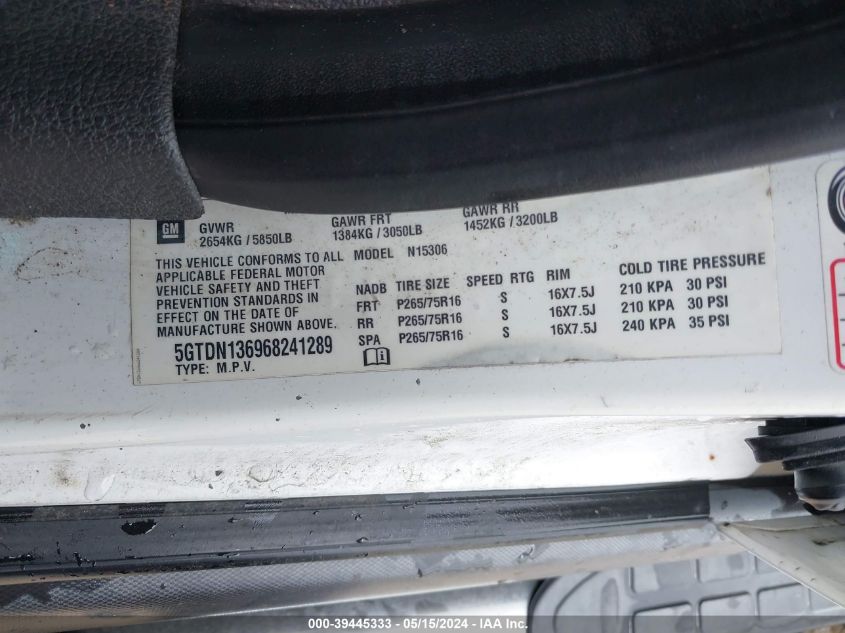 GM
GVWR GAWR FRT GAWR RR
2654KG / 5850LB 1384KG / 3050LB 1452KG / 3200LB
THIS VEHICLE CONFORMS TO ALL
APPLICABLE FEDERAL MOTOR
VEHICLE SAFETY AND THEFT
PREVENTION STANDARDS IN
EFFECT ON THE DATE OF
MANUFACTURE SHOWN ABOVE.
5GTDN136968241289
TYPE: M.P.V.
MODEL N15306
NADB TIRE SIZE SPEED RTG RIM COLD TIRE PRESSURE
FRT P265/75R16 S 16X7.5J 210 KPA 30 PSI
RR P265/75R16 S 16X7.5J 210 KPA 30 PSI
SPA P265/75R16 S 16X7.5J 240 KPA 35 PSI
000-39445333 - 05/15/2024 - IAA Inc.